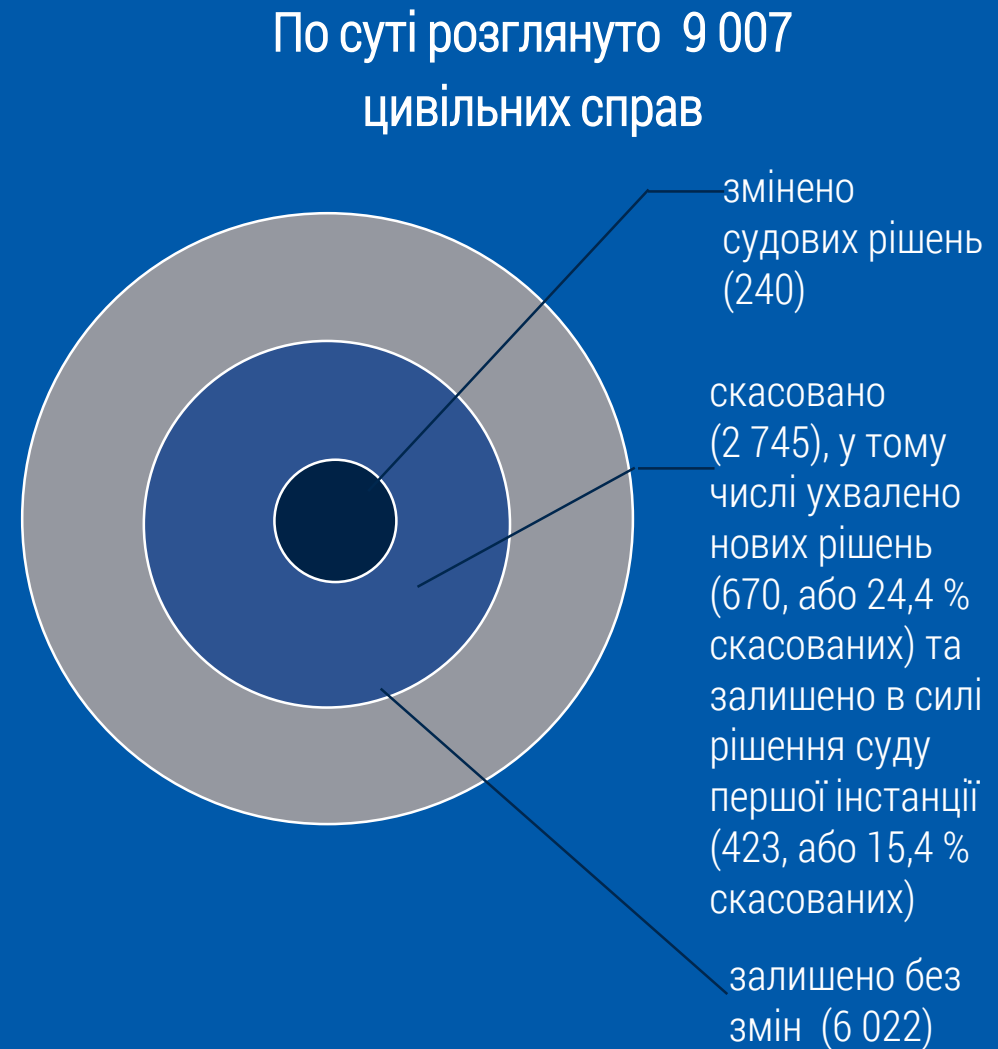 По суті розглянуто 9 007
цивільних справ
змінено
судових рішень
(240)
скасовано
(2 745), у тому
числі ухвалено
нових рішень
(670, або 24,4 %
скасованих) та
залишено в силі
рішення суду
першої інстанції
(423, або 15,4 %
скасованих)
залишено без
змін (6 022)